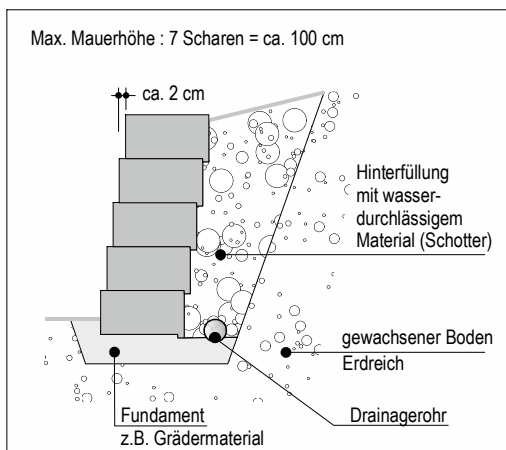 Max. Mauerhöhe : 7 Scharen = ca. 100 cm
ca. 2 cm
Hinterfüllung
mit wasser-
durchlässigem
Material (Schotter)
gewachsener Boden
Erdreich
Fundament
z.B. Grädermaterial
Drainagerohr